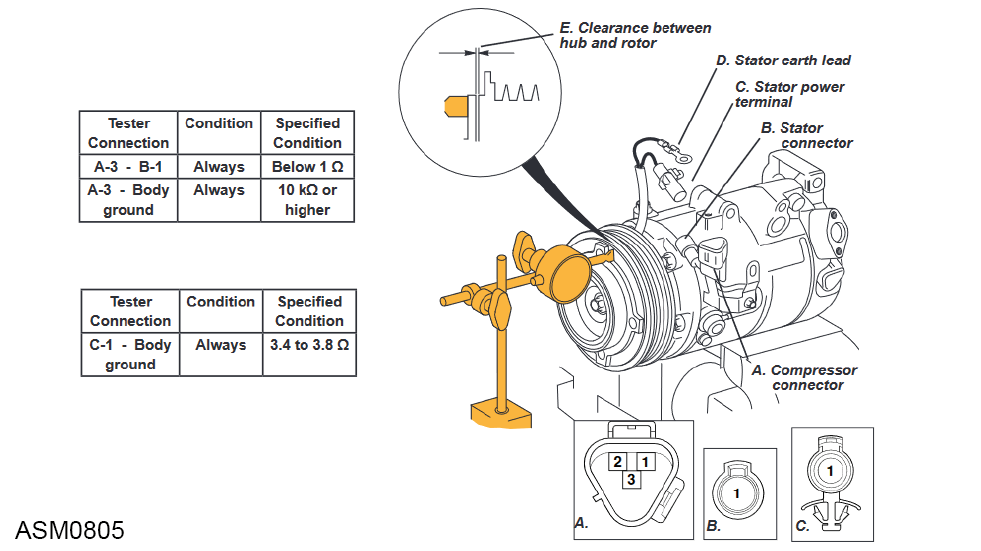 E. Clearance between
hub and rotor
D. Stator earth lead
C. Stator power
terminal
B. Stator
connector
Tester Connection Condition Specified Condition
A-3 - B-1 Always Below 1 Ω
A-3 - Body ground Always 10 kΩ or higher
Tester Connection Condition Specified Condition
C-1 - Body ground Always 3.4 to 3.8 Ω
A. Compressor
connector
2 1
3
A.
1
B.
1
C.
ASM0805